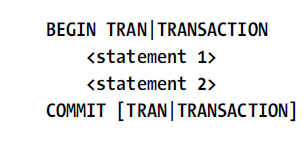 BEGIN TRAN|TRANSACTION
<statement 1>
<statement 2>
COMMIT [TRAN|TRANSACTION]